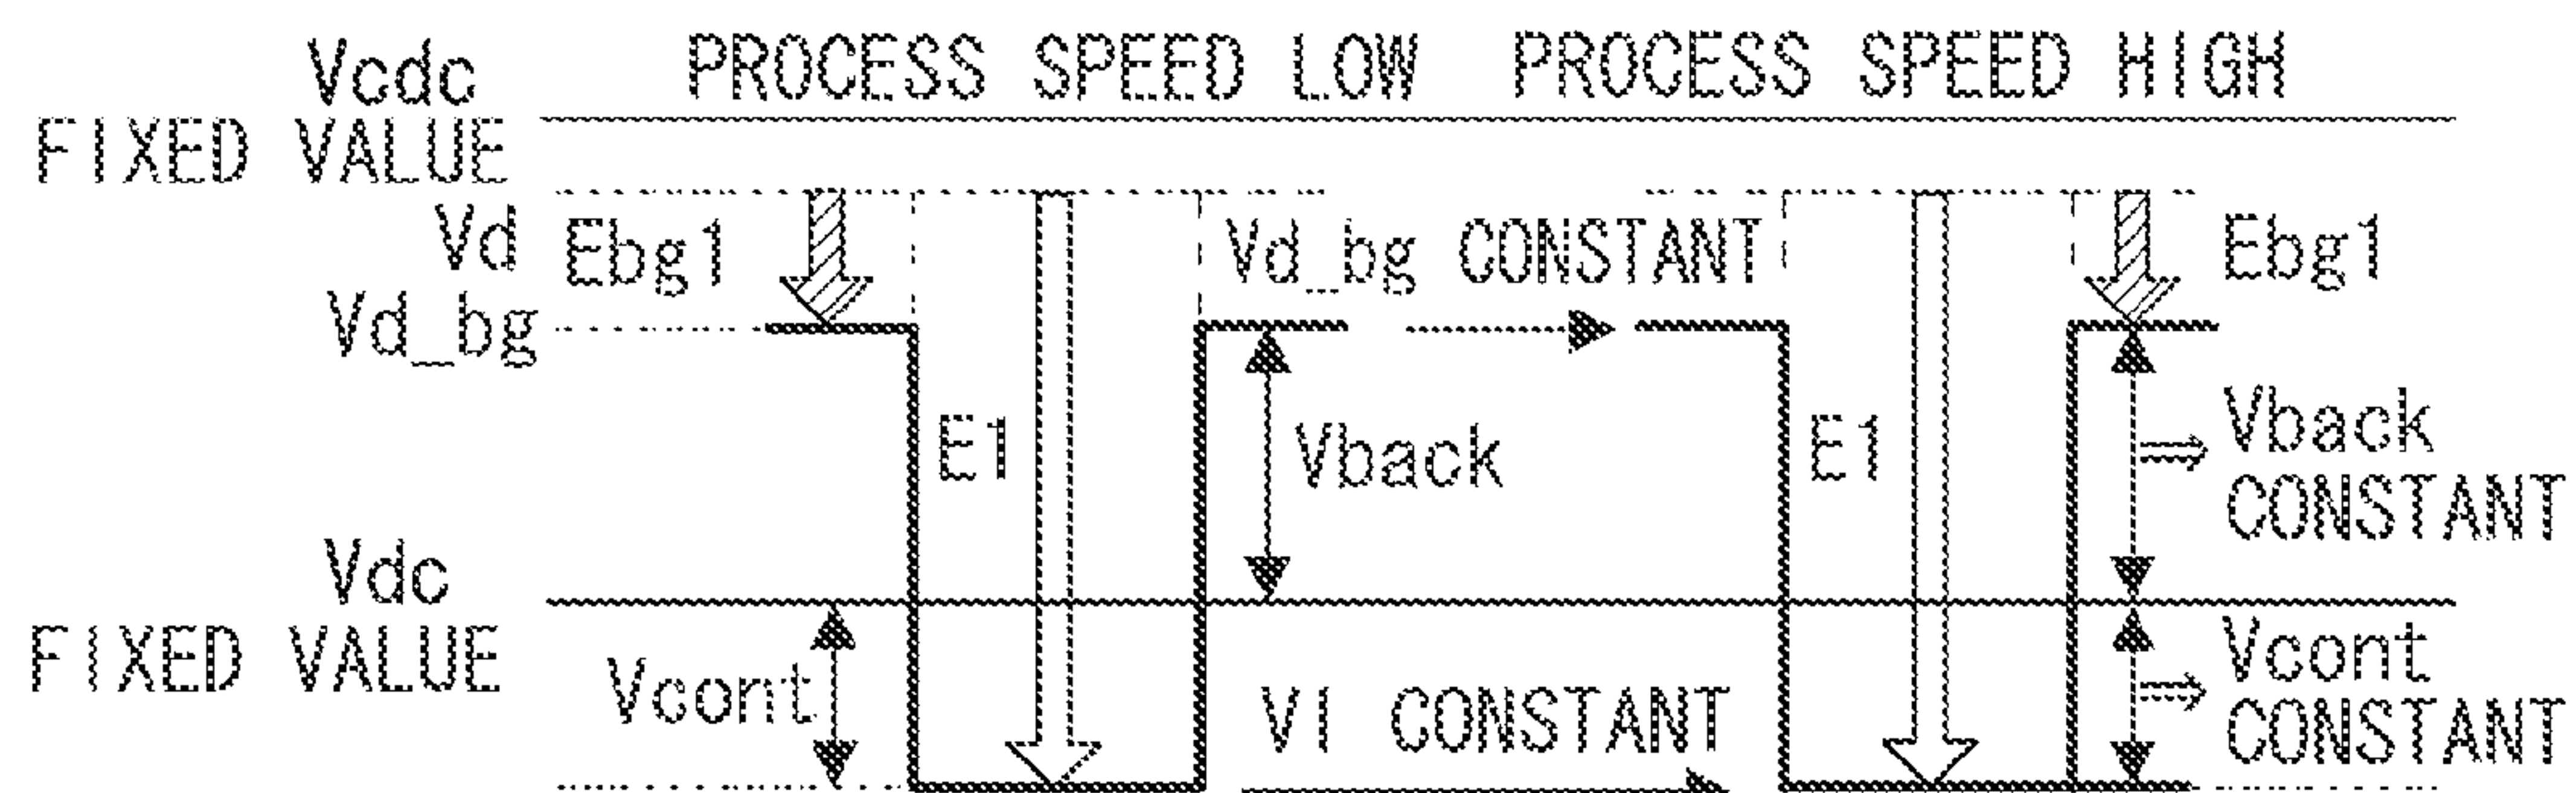 Vcdc
FIXED VALUE
PROCESS SPEED LOW
PROCESS SPEED HIGH
Vd
Vd_bg
Ebg1
Vd_bg CONSTANT
Ebg1
E1
Vback
E1
Vback
CONSTANT
Vdc
FIXED VALUE
Vcont
Vl CONSTANT
Vcont
CONSTANT